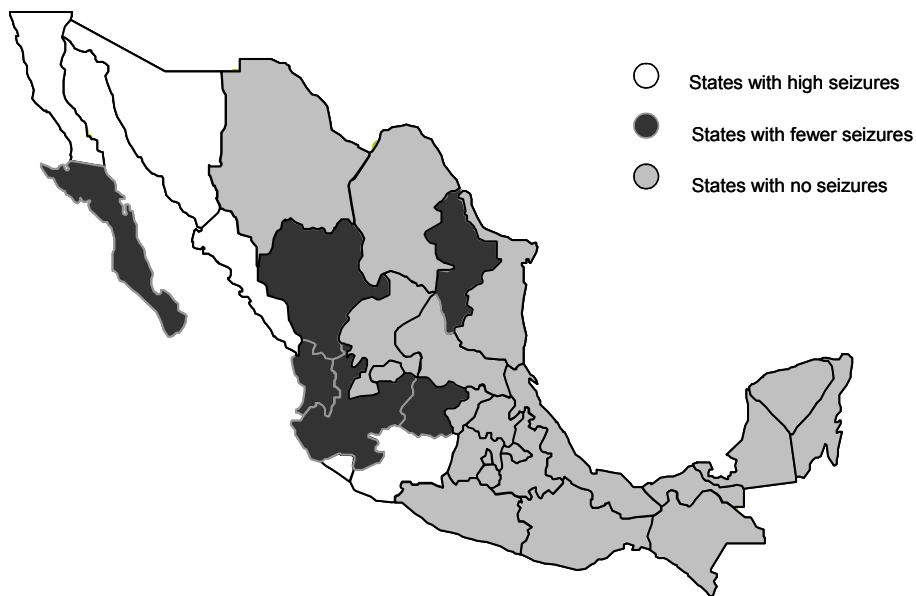 States with high seizures
States with fewer seizures
States with no seizures